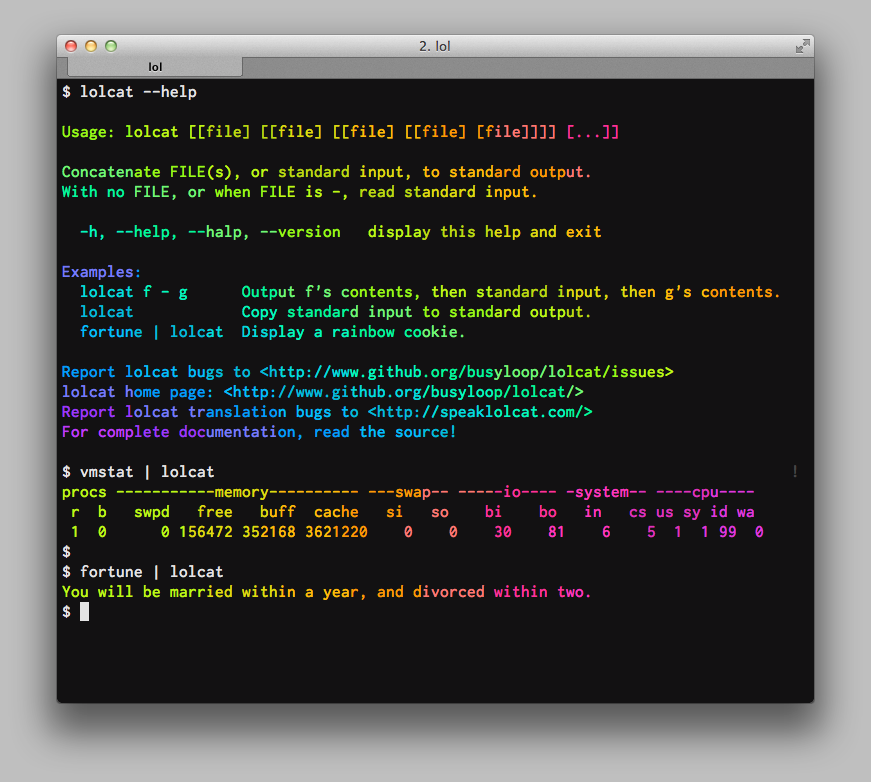 2. lol
lol
$ lolcat --help
Usage: lolcat [[file] [[file] [[file] [[file] [file]]]] [...]]
Concatenate FILE(s), or standard input, to standard output.
With no FILE, or when FILE is -, read standard input.
-h, --help, --halp, --version   display this help and exit
Examples:
  lolcat f - g      Output f's contents, then standard input, then g's contents.
  lolcat            Copy standard input to standard output.
  fortune | lolcat  Display a rainbow cookie.
Report lolcat bugs to <http://www.github.org/busyloop/lolcat/issues>
lolcat home page: <http://www.github.org/busyloop/lolcat/>
Report lolcat translation bugs to <http://speaklolcat.com/>
For complete documentation, read the source!
$ vmstat | lolcat !
procs -----------memory---------- ---swap-- -----io---- -system-- ----cpu----
 r  b   swpd   free   buff  cache   si   so    bi    bo   in   cs us sy id wa
 1  0      0 156472 352168 3621220    0    0    30    81    6    5  1  1 99  0
$
$ fortune | lolcat
You will be married within a year, and divorced within two.
$